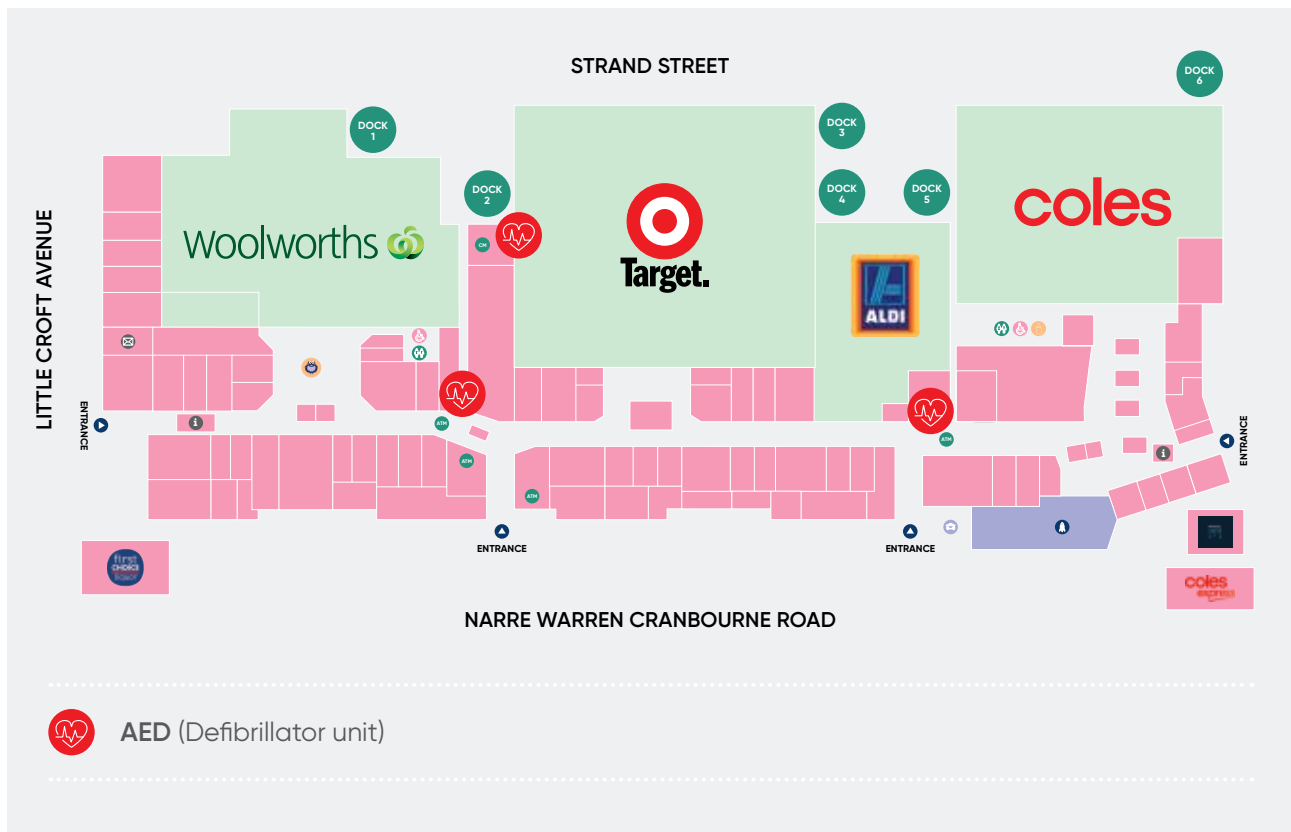 STRAND STREET
DOCK
6
DOCK
1
DOCK
3
DOCK
2
DOCK
4
DOCK
5
coles
Woolworths
LITTLE CROFT AVENUE
CM
Target.
ALDI
ENTRANCE
i
ATM
ATM
ATM
ATM
i
ENTRANCE
ENTRANCE
ENTRANCE
first
choice
liquor
coles
express
NARRE WARREN CRANBOURNE ROAD
AED (Defibrillator unit)